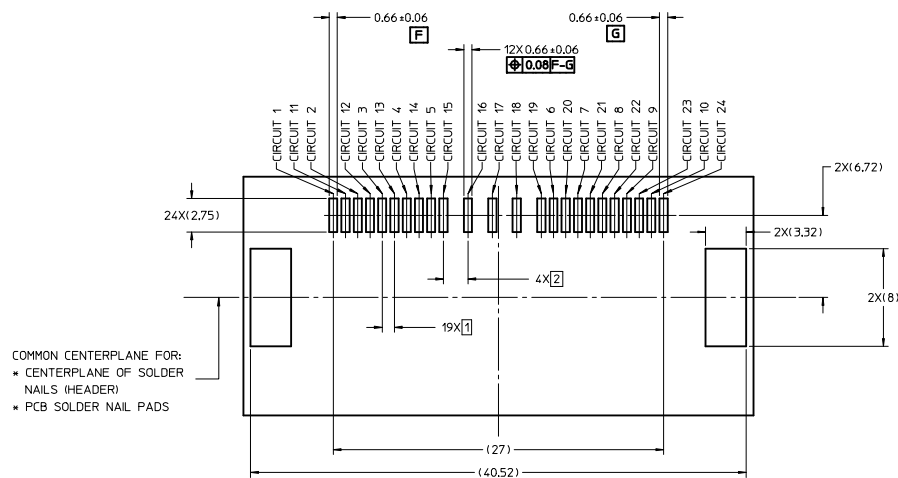 0.66 ±0.06
F
0.66 ±0.06
G
12X 0.66 ±0.06
⌖ 0.08 F-G
CIRCUIT 1
CIRCUIT 11
CIRCUIT 2
CIRCUIT 12
CIRCUIT 3
CIRCUIT 13
CIRCUIT 4
CIRCUIT 14
CIRCUIT 5
CIRCUIT 15
CIRCUIT 16
CIRCUIT 17
CIRCUIT 18
CIRCUIT 19
CIRCUIT 6
CIRCUIT 20
CIRCUIT 7
CIRCUIT 21
CIRCUIT 8
CIRCUIT 22
CIRCUIT 9
CIRCUIT 23
CIRCUIT 10
CIRCUIT 24
2X(6,72)
24X(2,75)
2X(3.32)
4X 2
2X(8)
19X 1
COMMON CENTERPLANE FOR:
* CENTERPLANE OF SOLDER
NAILS (HEADER)
* PCB SOLDER NAIL PADS
(27)
(40.52)